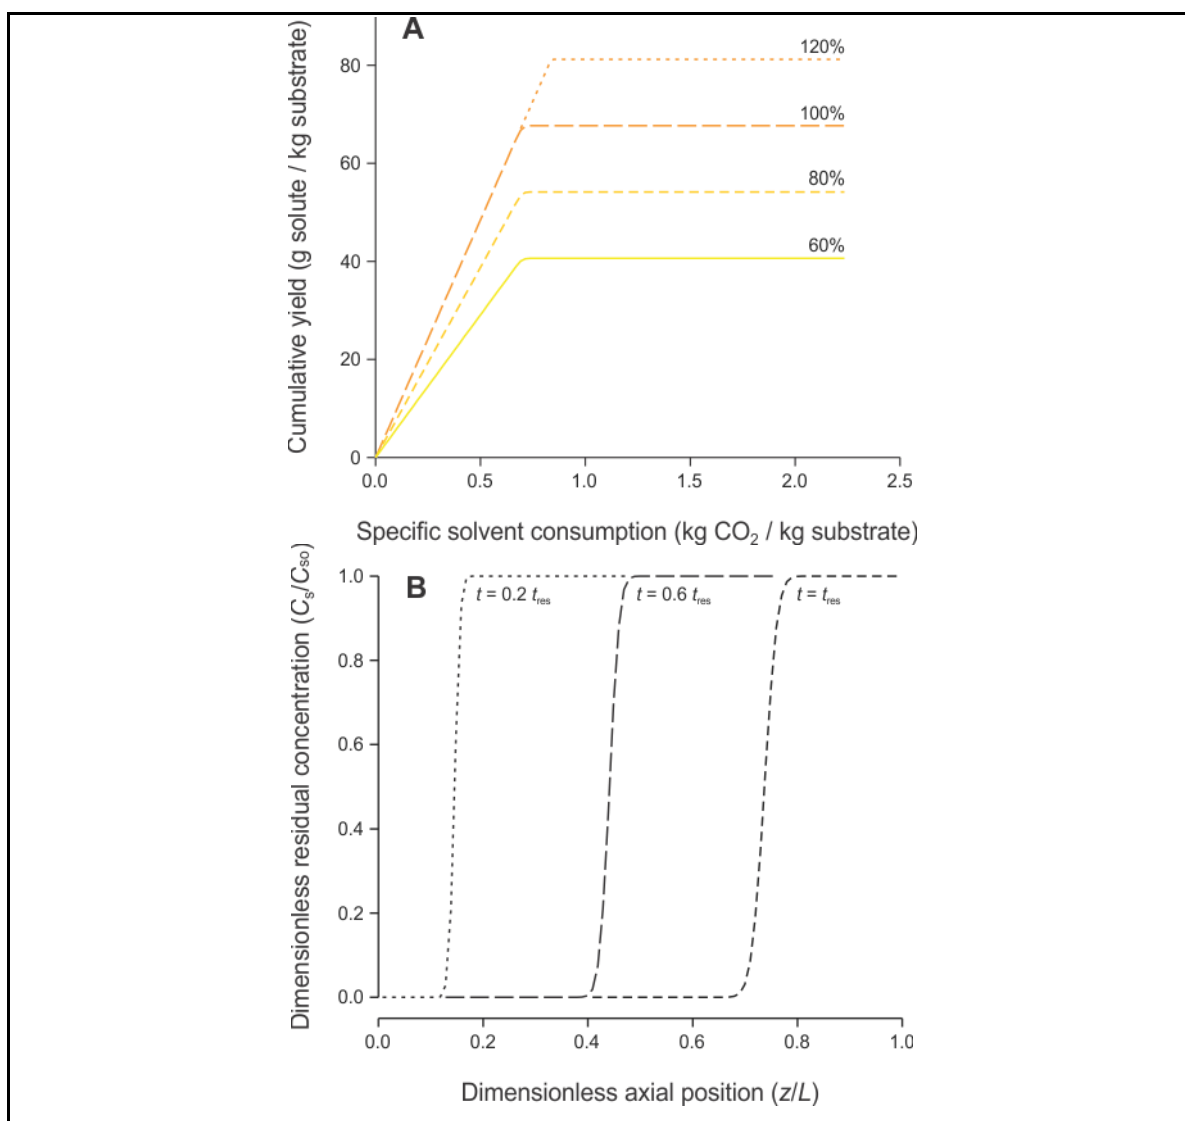 A
Cumulative yield (g solute / kg substrate)
80
60
40
20
0
120%
100%
80%
60%
0.0 0.5 1.0 1.5 2.0 2.5
Specific solvent consumption (kg CO₂ / kg substrate)
B
Dimensionless residual concentration (Cₛ/Cₛₒ)
1.0
0.8
0.6
0.4
0.2
0.0
t = 0.2 t_res
t = 0.6 t_res
t = t_res
0.0 0.2 0.4 0.6 0.8 1.0
Dimensionless axial position (z/L)